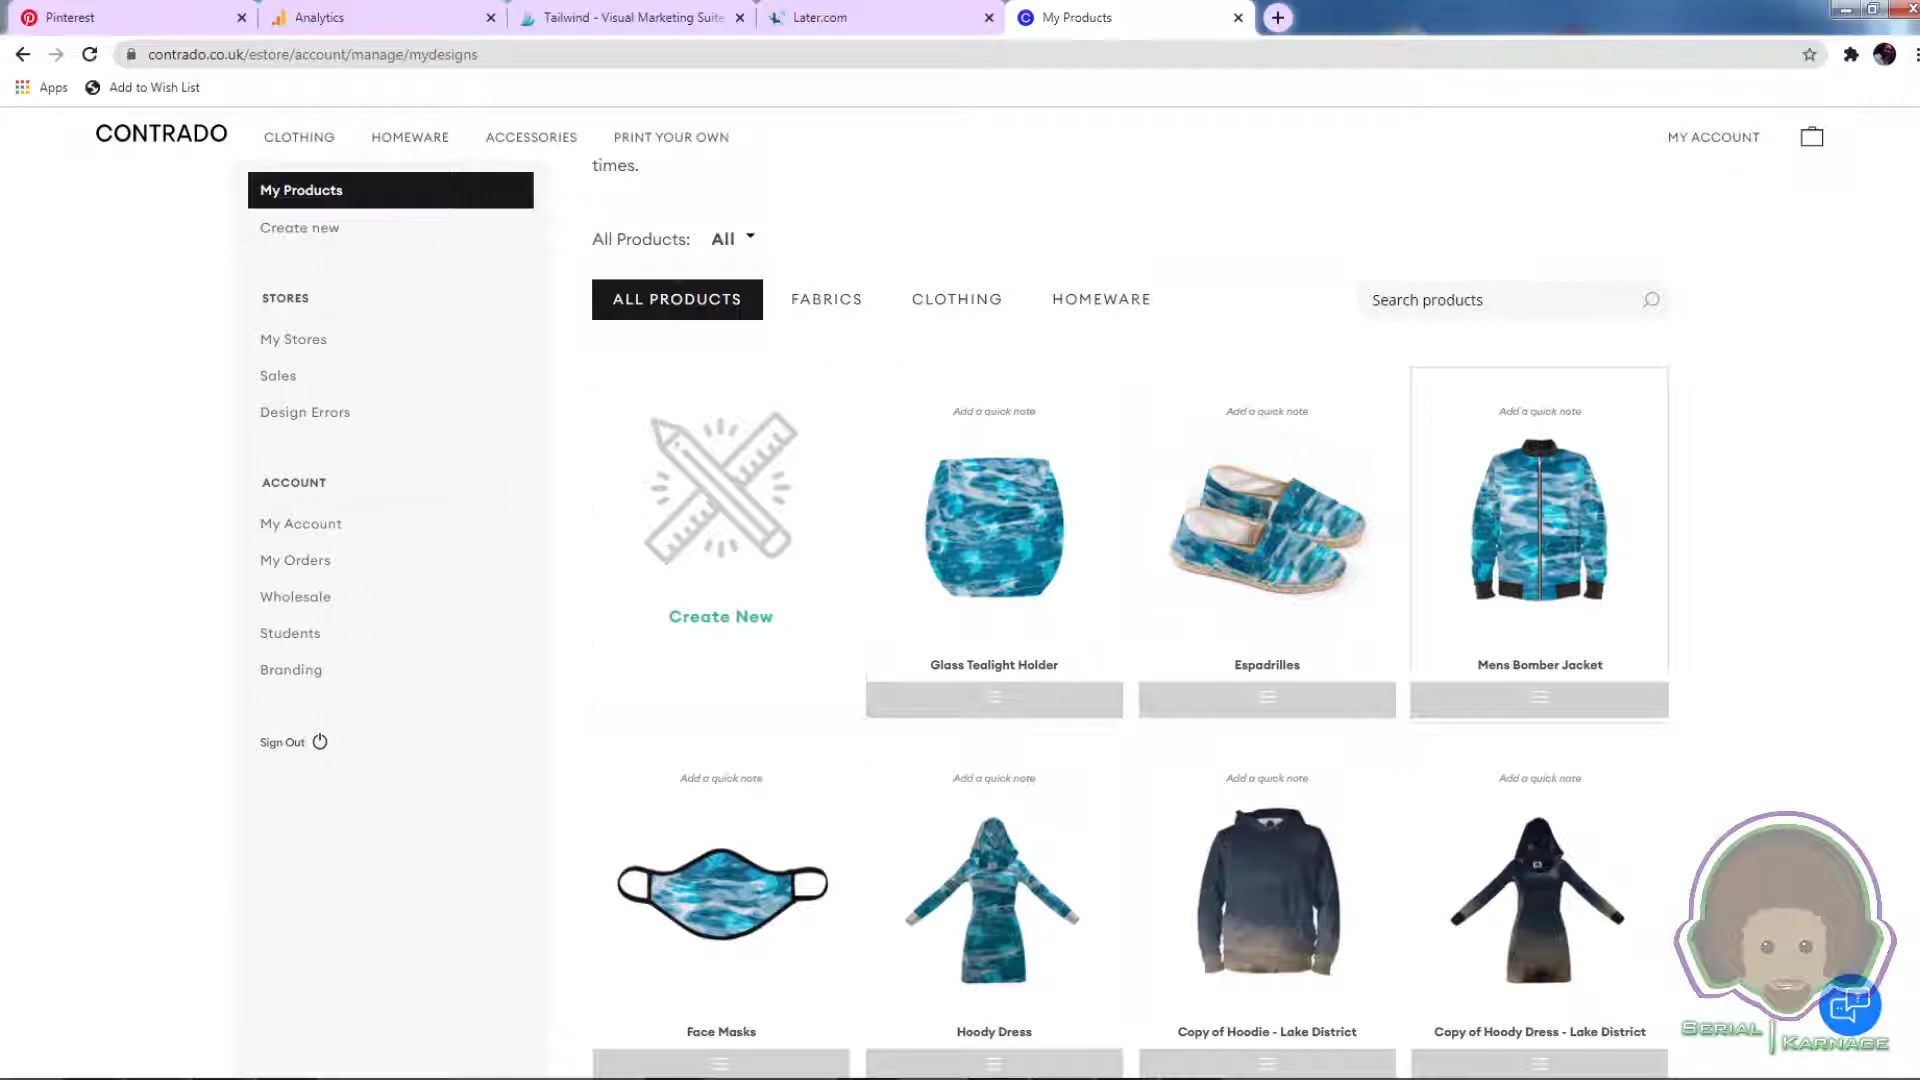 Pinterest
Analytics
Tailwind - Visual Marketing Suite
Later.com
My Products
contrado.co.uk/estore/account/manage/mydesigns
Apps
Add to Wish List
CONTRADO
CLOTHING
HOMEWARE
ACCESSORIES
PRINT YOUR OWN
MY ACCOUNT
times.
My Products
Create new
STORES
My Stores
Sales
Design Errors
ACCOUNT
My Account
My Orders
Wholesale
Students
Branding
Sign Out
All Products: All
ALL PRODUCTS
FABRICS
CLOTHING
HOMEWARE
Search products
Create New
Add a quick note
Glass Tealight Holder
Add a quick note
Espadrilles
Add a quick note
Mens Bomber Jacket
Add a quick note
Face Masks
Add a quick note
Hoody Dress
Add a quick note
Copy of Hoodie - Lake District
Add a quick note
Copy of Hoody Dress - Lake District
Serial | Karnage